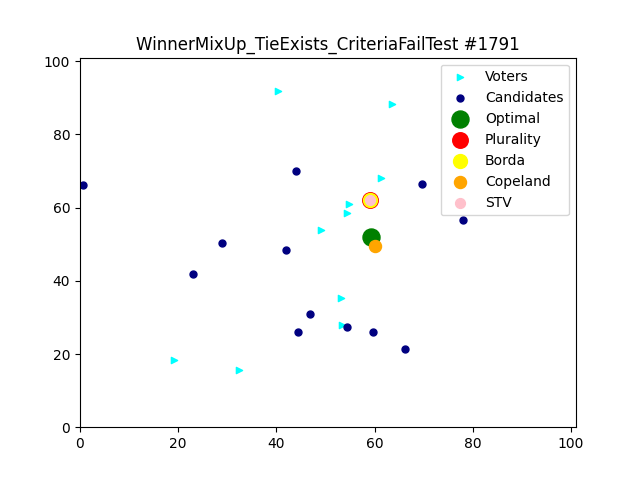 WinnerMixUp_TieExists_CriteriaFailTest #1791
Voters
Candidates
Optimal
Plurality
Borda
Copeland
STV
100
80
60
40
20
0
0 20 40 60 80 100